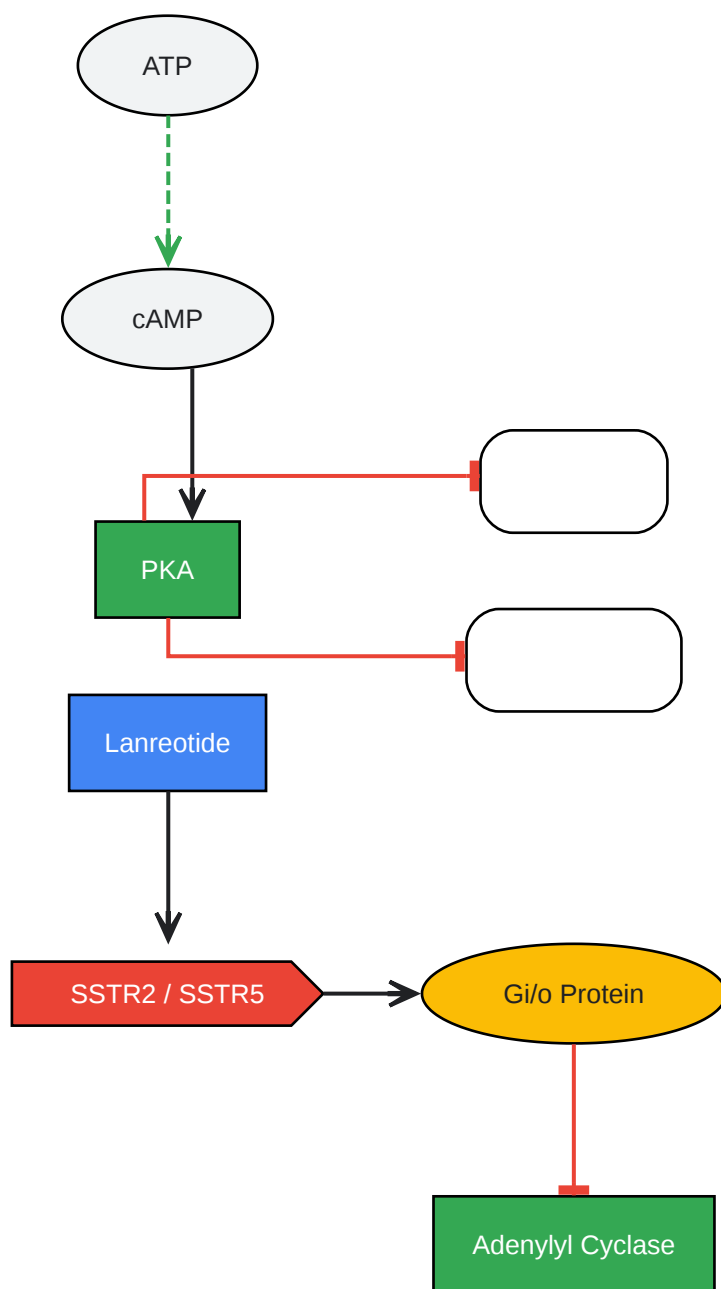 ATP
cAMP
PKA
Lanreotide
SSTR2 / SSTR5
Gi/o Protein
Adenylyl Cyclase